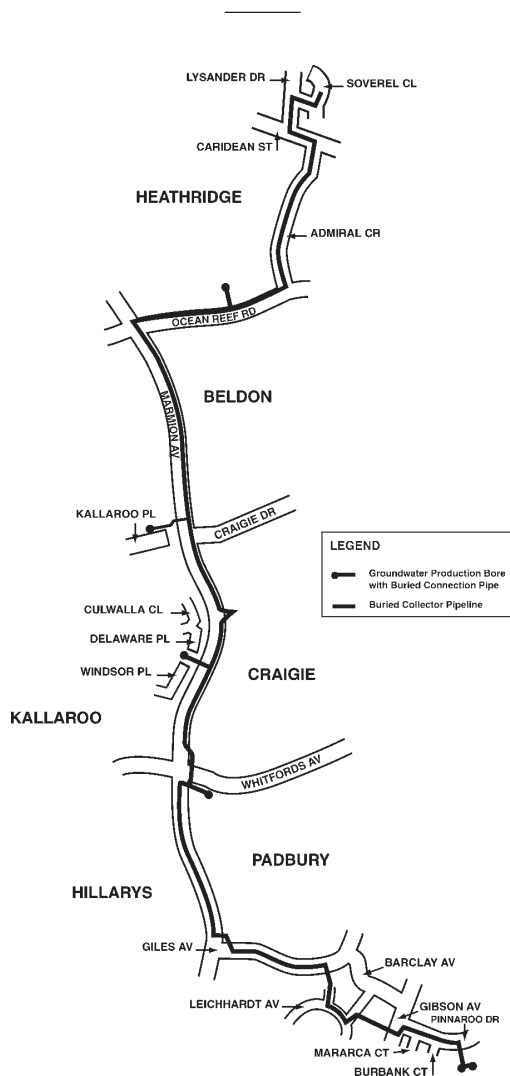 LYSANDER DR
SOVEREL CL
CARIDEAN ST
HEATHRIDGE
ADMIRAL CR
OCEAN REEF RD
BELDON
MARMION AV
KALLAROO PL
CRAIGIE DR
LEGEND
Groundwater Production Bore
with Buried Connection Pipe
Buried Collector Pipeline
CULWALLA CL
DELAWARE PL
WINDSOR PL
CRAIGIE
KALLAROO
WHITFORDS AV
PADBURY
HILLARYS
GILES AV
BARCLAY AV
LEICHHARDT AV
GIBSON AV
PINNAROO DR
MARARCA CT
BURBANK CT